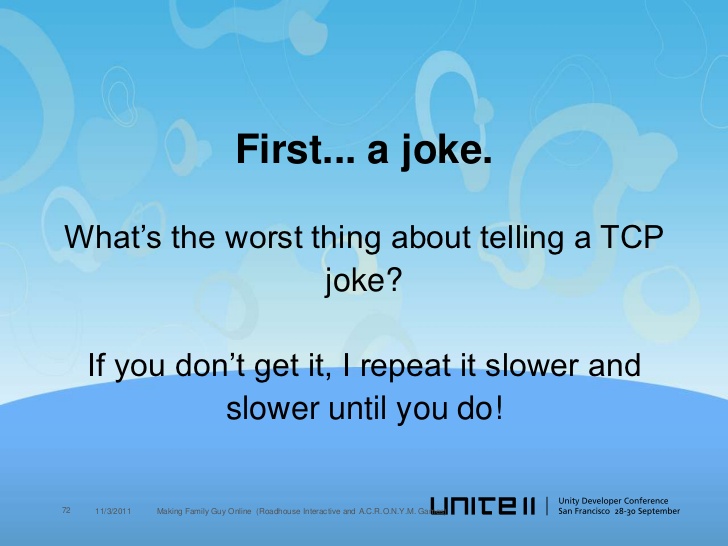 First... a joke.
What’s the worst thing about telling a TCP
joke?
If you don’t get it, I repeat it slower and
slower until you do!
72 11/3/2011 Making Family Guy Online (Roadhouse Interactive and A.C.R.O.N.Y.M.
UNITE 11
Unity Developer Conference
San Francisco 28-30 September